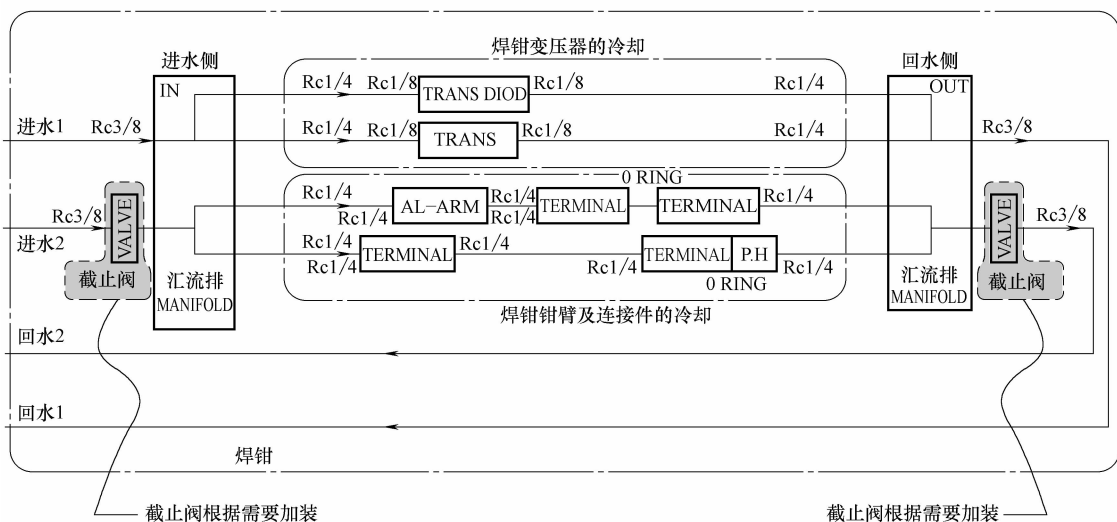 焊钳变压器的冷却
进水侧
回水侧
IN
OUT
Rc1/4
Rc1/8
TRANS DIOD
Rc1/8
Rc1/4
进水1
Rc3/8
Rc1/4
Rc1/8
TRANS
Rc1/8
Rc1/4
Rc3/8
0 RING
Rc1/4
Rc1/4
AL-ARM
Rc1/4
Rc1/4
TERMINAL
TERMINAL
Rc1/4
Rc3/8
VALVE
进水2
截止阀
Rc1/4
Rc1/4
TERMINAL
Rc1/4
Rc1/4
TERMINAL
P.H
Rc1/4
0 RING
VALVE
Rc3/8
截止阀
汇流排
MANIFOLD
汇流排
MANIFOLD
焊钳钳臂及连接件的冷却
回水2
回水1
焊钳
截止阀根据需要加装
截止阀根据需要加装